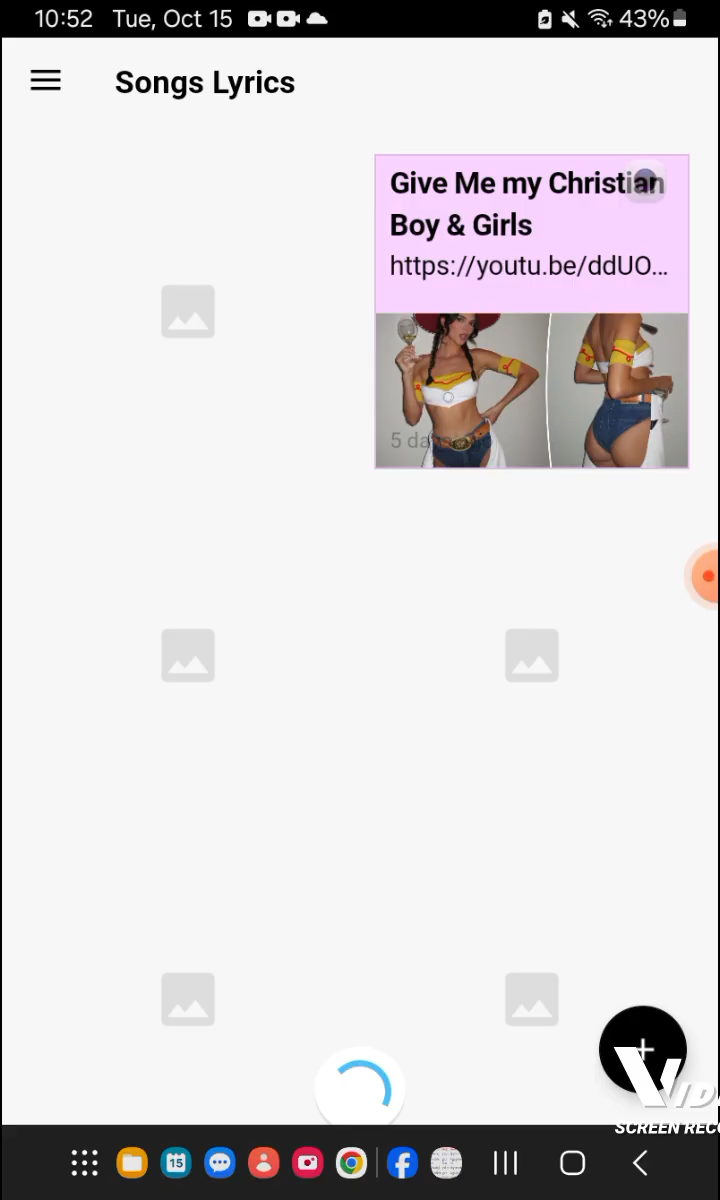 10:52 Tue, Oct 15 43%
Songs Lyrics
Give Me my Christian
Boy & Girls
https://youtu.be/ddUO...
5 da
15
SCREEN REC